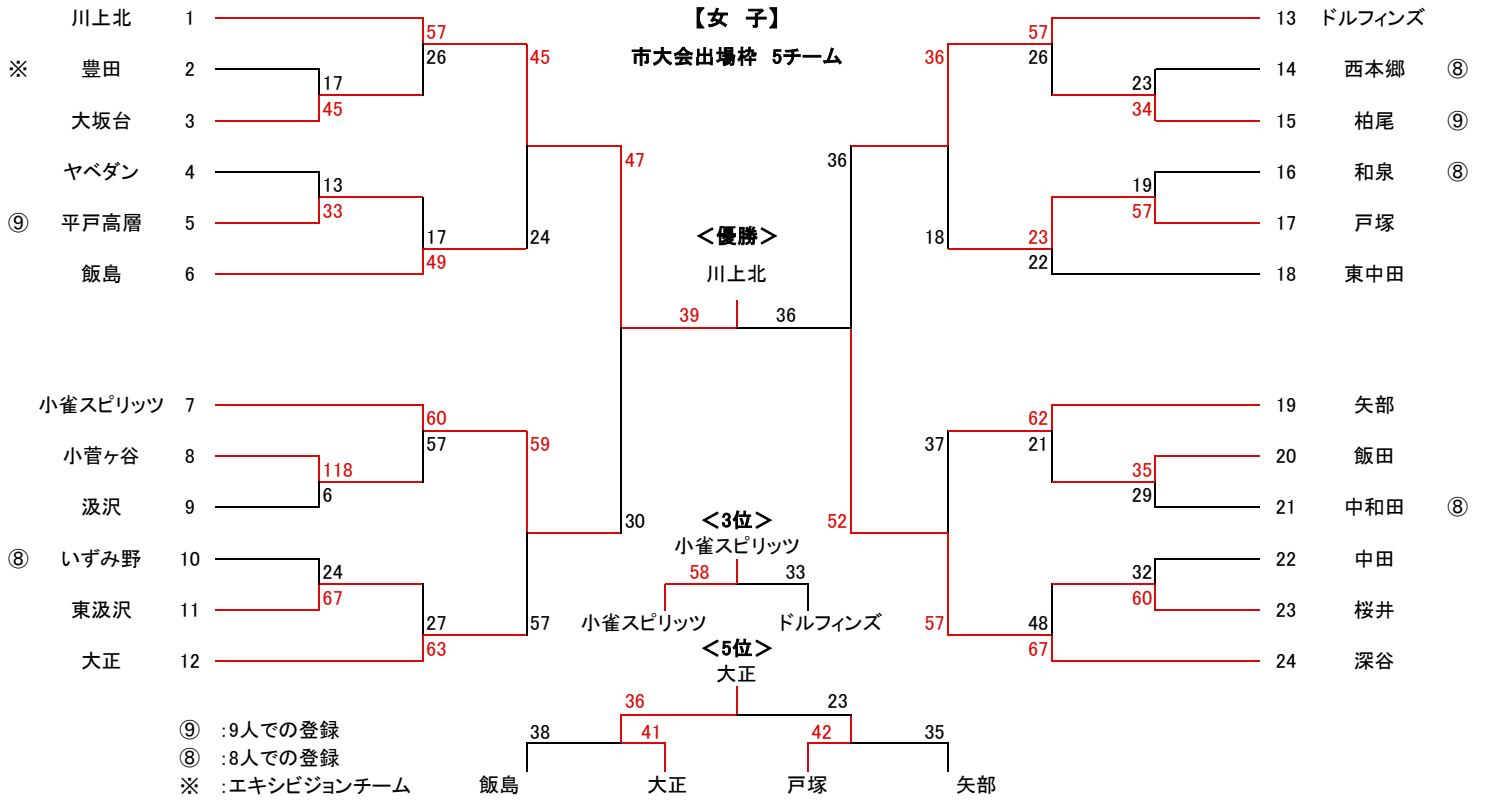 【女 子】
市大会出場枠 5チーム
川上北 1
※ 豊田 2
大坂台 3
ヤベダン 4
⑨ 平戸高層 5
飯島 6
57
26
17
45
13
33
17
49
45
24
47
小雀スピリッツ 7
小菅ヶ谷 8
汲沢 9
⑧ いずみ野 10
東汲沢 11
大正 12
60
57
118
6
24
67
27
63
59
57
30
＜優勝＞
川上北
39 36
13 ドルフィンズ
14 西本郷 ⑧
15 柏尾 ⑨
16 和泉 ⑧
17 戸塚
18 東中田
57
26
23
34
19
57
23
22
36
18
36
19 矢部
20 飯田
21 中和田 ⑧
22 中田
23 桜井
24 深谷
62
21
35
29
32
60
48
67
37
57
52
＜3位＞
小雀スピリッツ
58 33
小雀スピリッツ ドルフィンズ
＜5位＞
大正
36 23
38 41 42 35
飯島 大正 戸塚 矢部
⑨ :9人での登録
⑧ :8人での登録
※ :エキシビジョンチーム